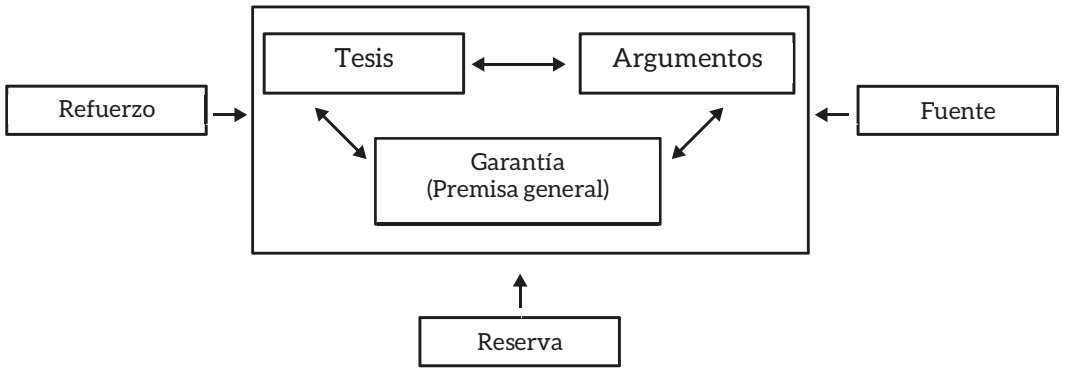 Tesis
Argumentos
Refuerzo
Fuente
Garantía
(Premisa general)
Reserva